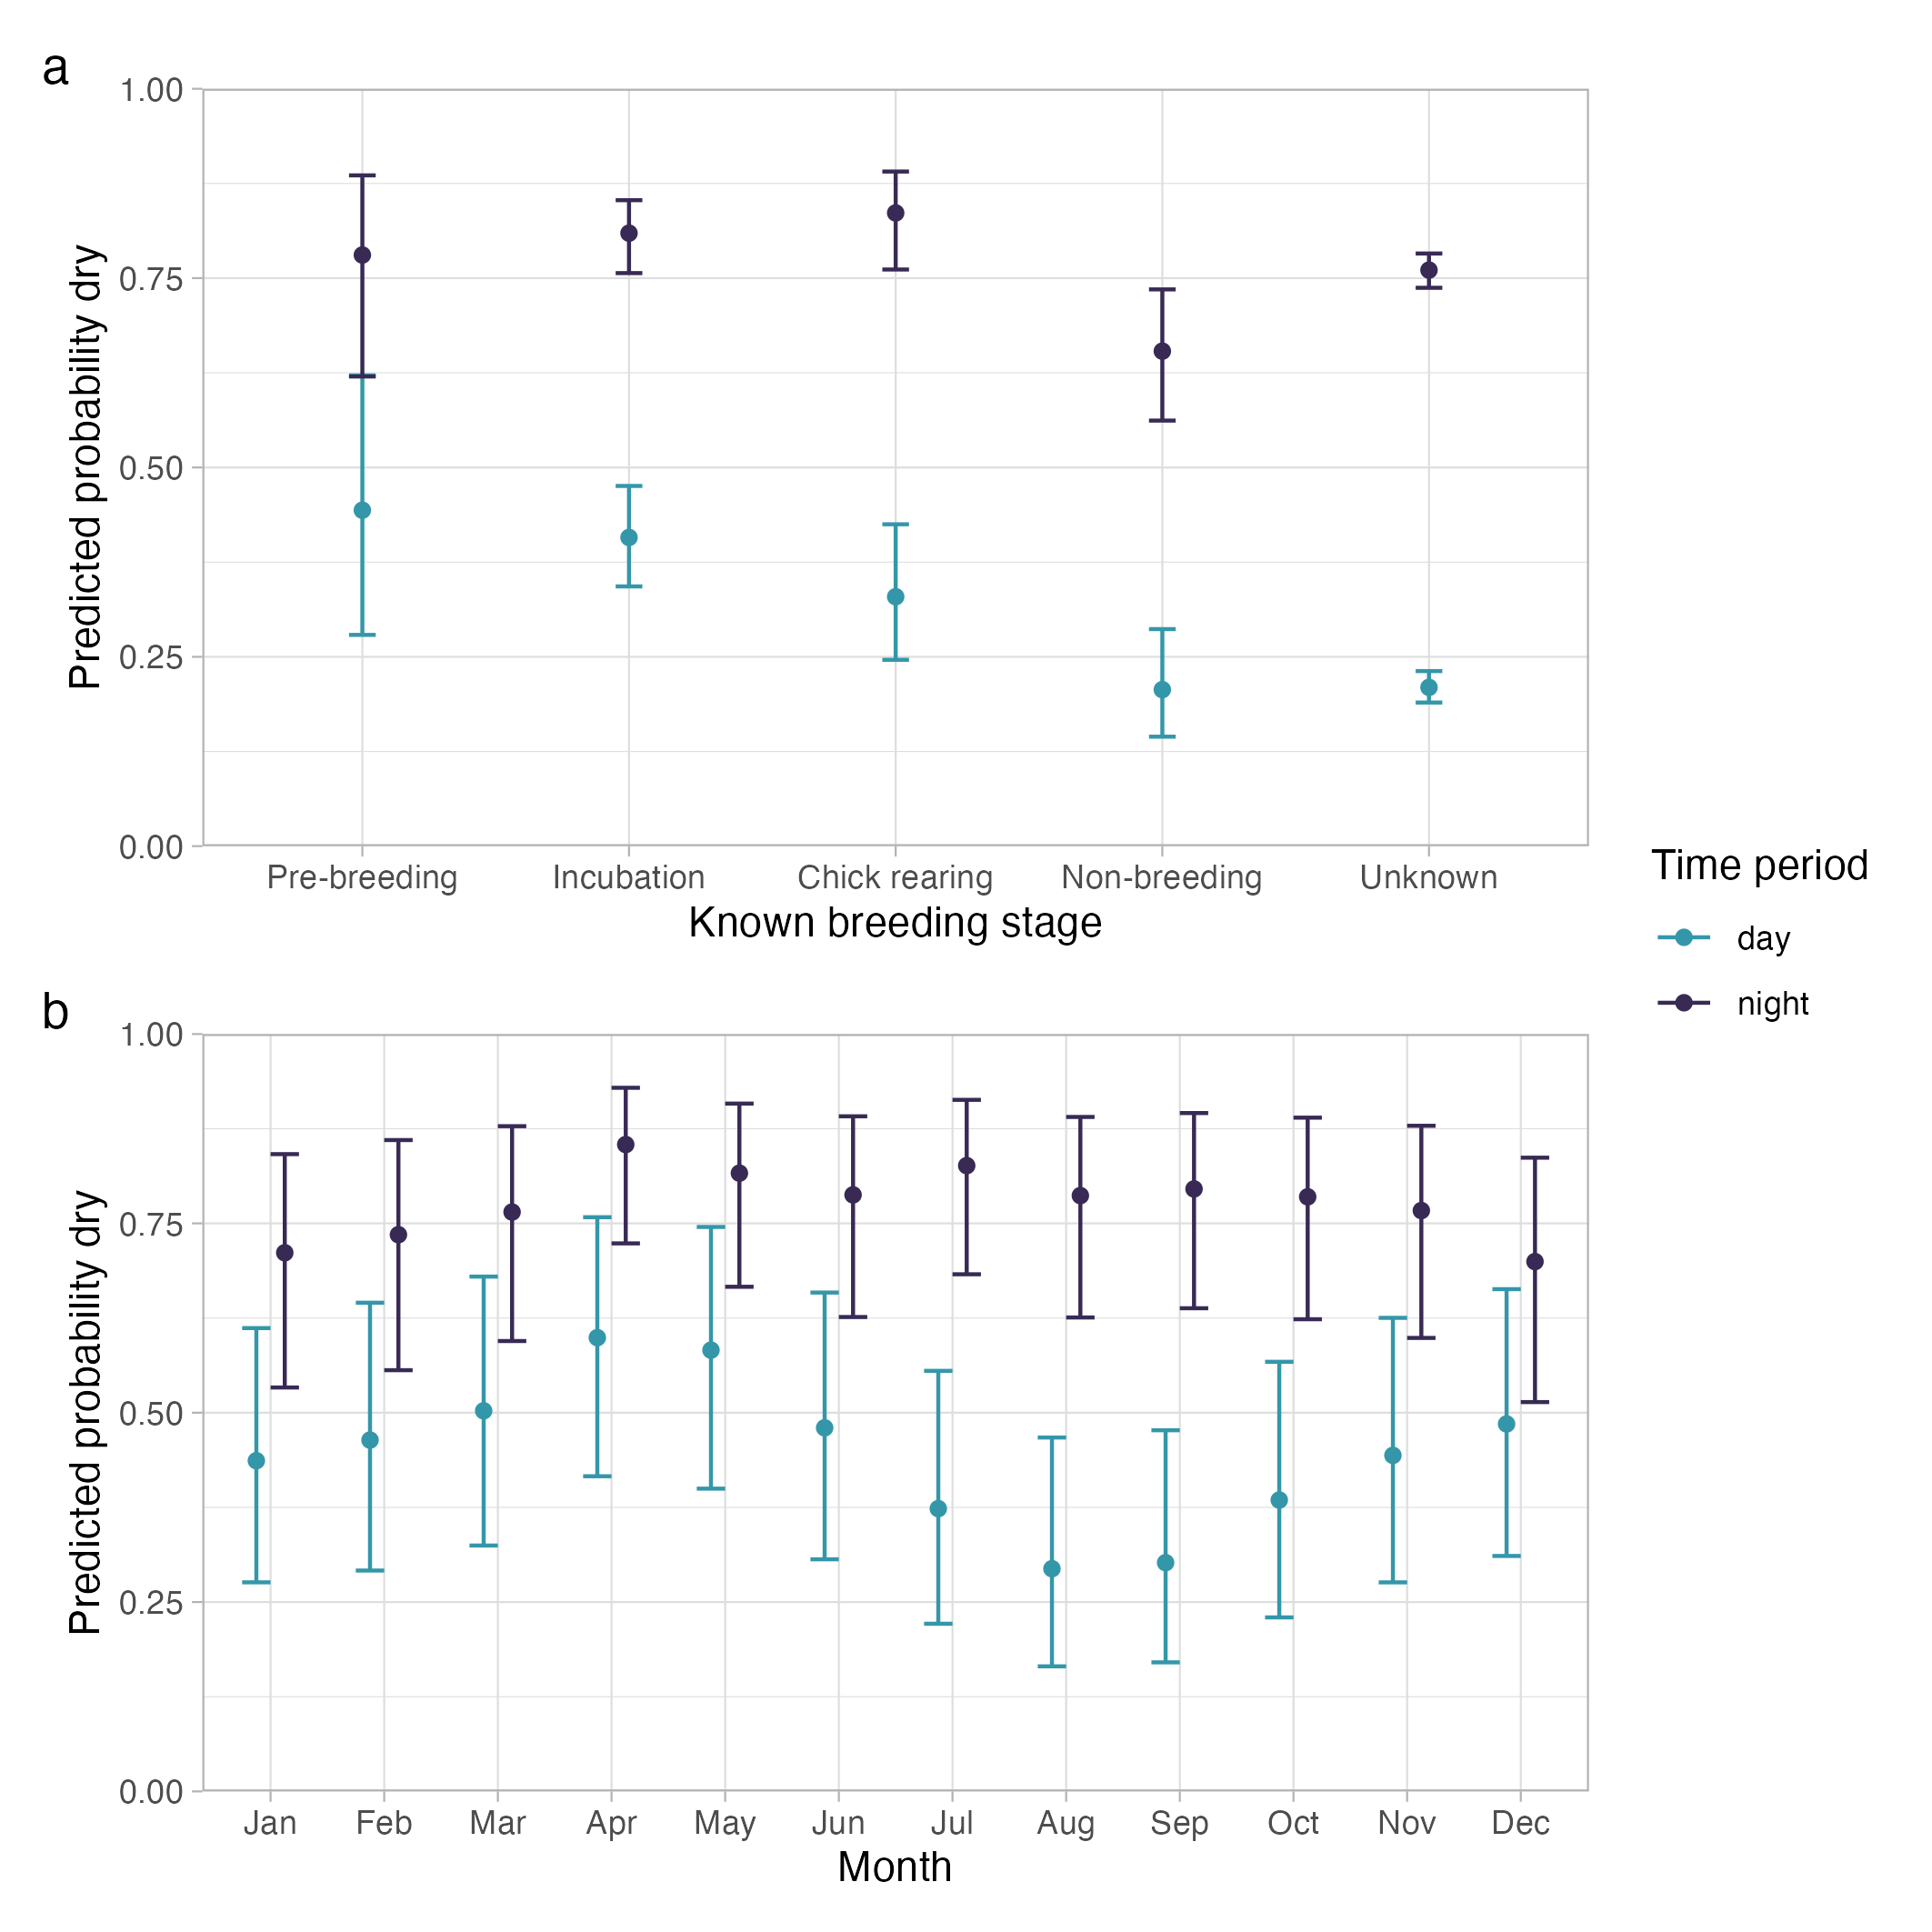 a
Predicted probability dry
1.00
0.75
0.50
0.25
0.00
Pre-breeding Incubation Chick rearing Non-breeding Unknown
Known breeding stage
Time period
day
night
b
Predicted probability dry
1.00
0.75
0.50
0.25
0.00
Jan Feb Mar Apr May Jun Jul Aug Sep Oct Nov Dec
Month